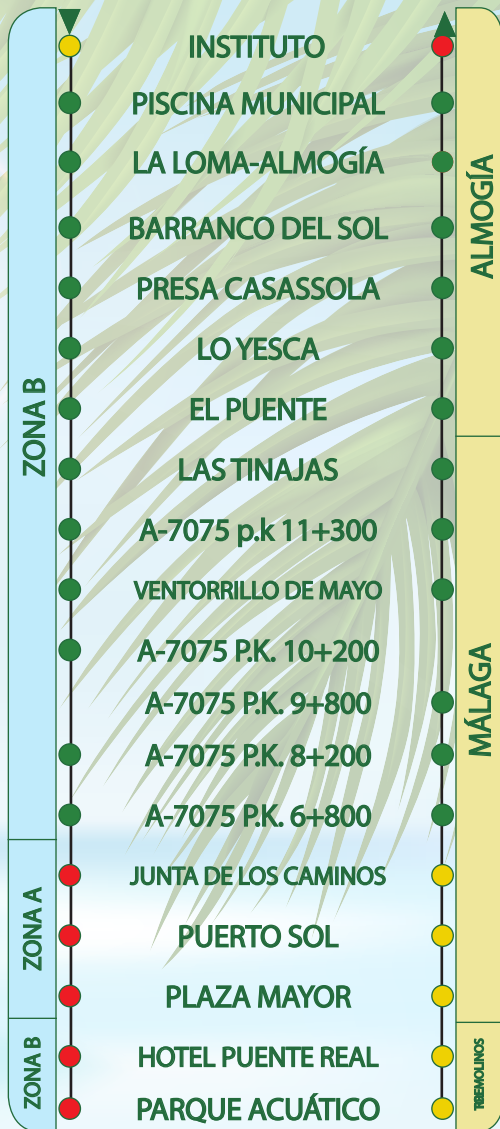 INSTITUTO
PISCINA MUNICIPAL
LA LOMA-ALMOGÍA
BARRANCO DEL SOL
PRESA CASASSOLA
LO YESCA
EL PUENTE
LAS TINAJAS
A-7075 p.k 11+300
VENTORRILLO DE MAYO
A-7075 P.K. 10+200
A-7075 P.K. 9+800
A-7075 P.K. 8+200
A-7075 P.K. 6+800
JUNTA DE LOS CAMINOS
PUERTO SOL
PLAZA MAYOR
HOTEL PUENTE REAL
PARQUE ACUÁTICO
ZONA B
ZONA A
ZONA B
ALMOGÍA
MÁLAGA